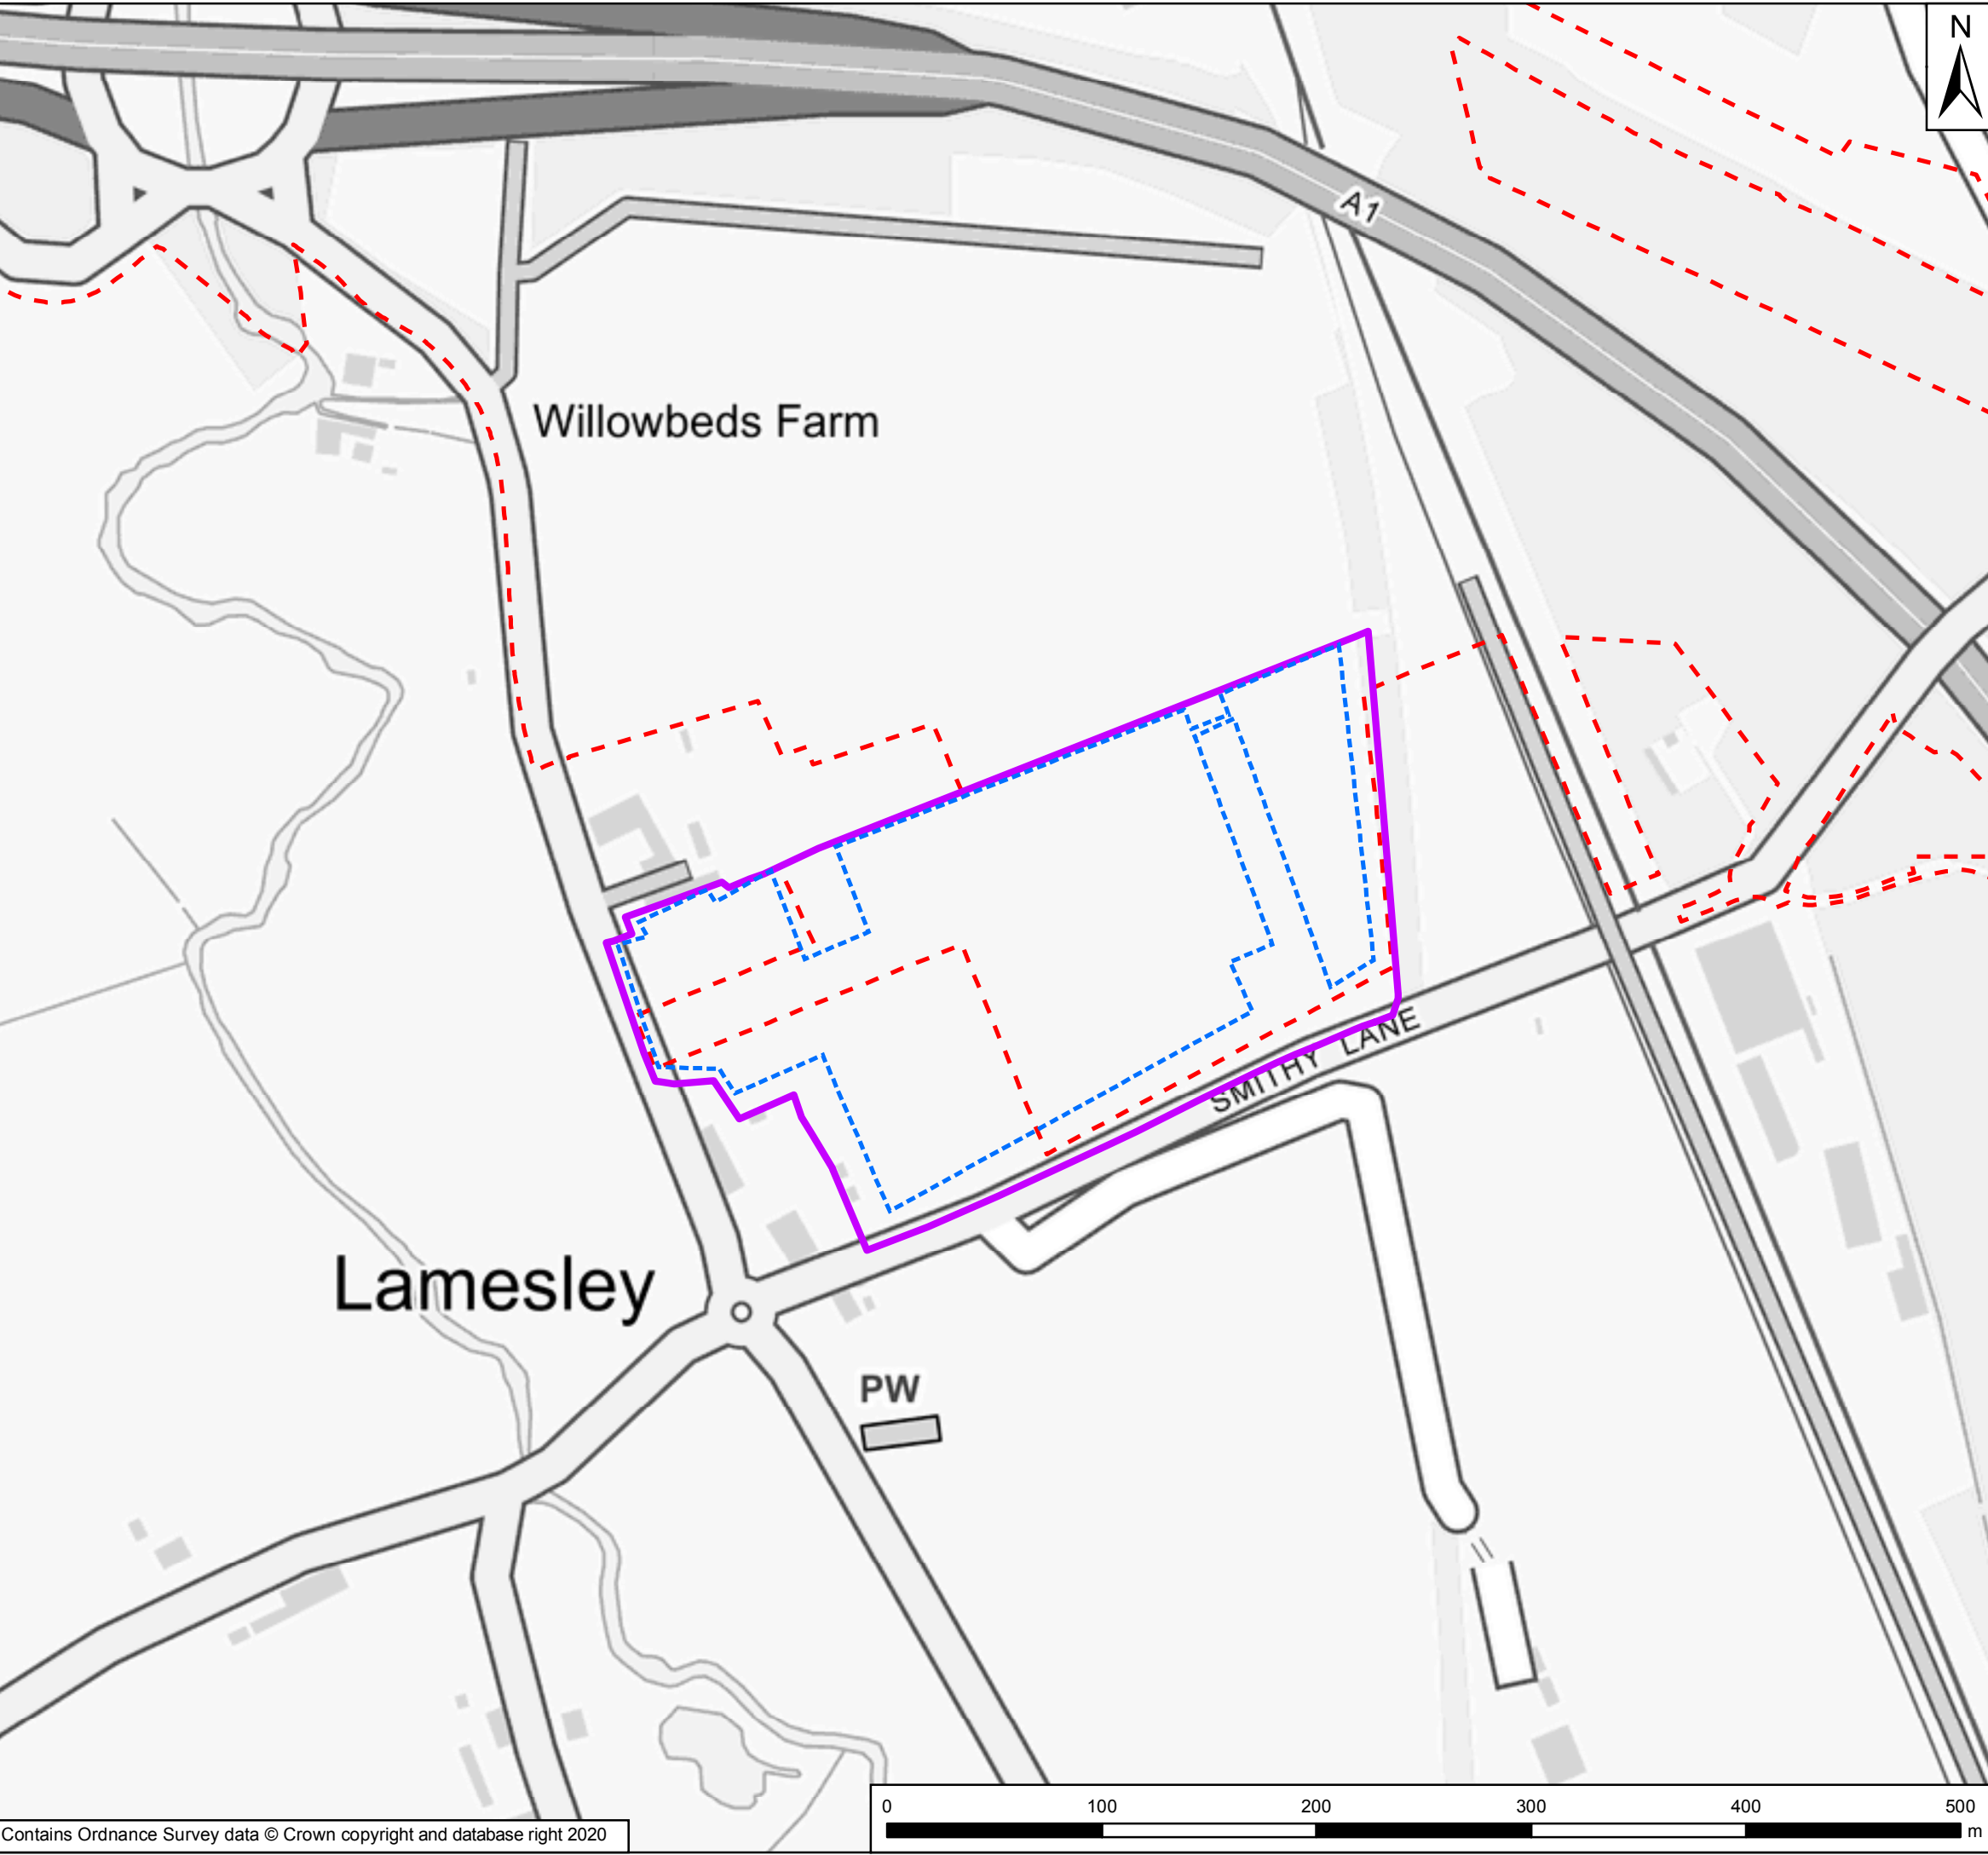 N
A1
Willowbeds Farm
SMITHY LANE
Lamesley
PW
0 100 200 300 400 500
m
Contains Ordnance Survey data © Crown copyright and database right 2020